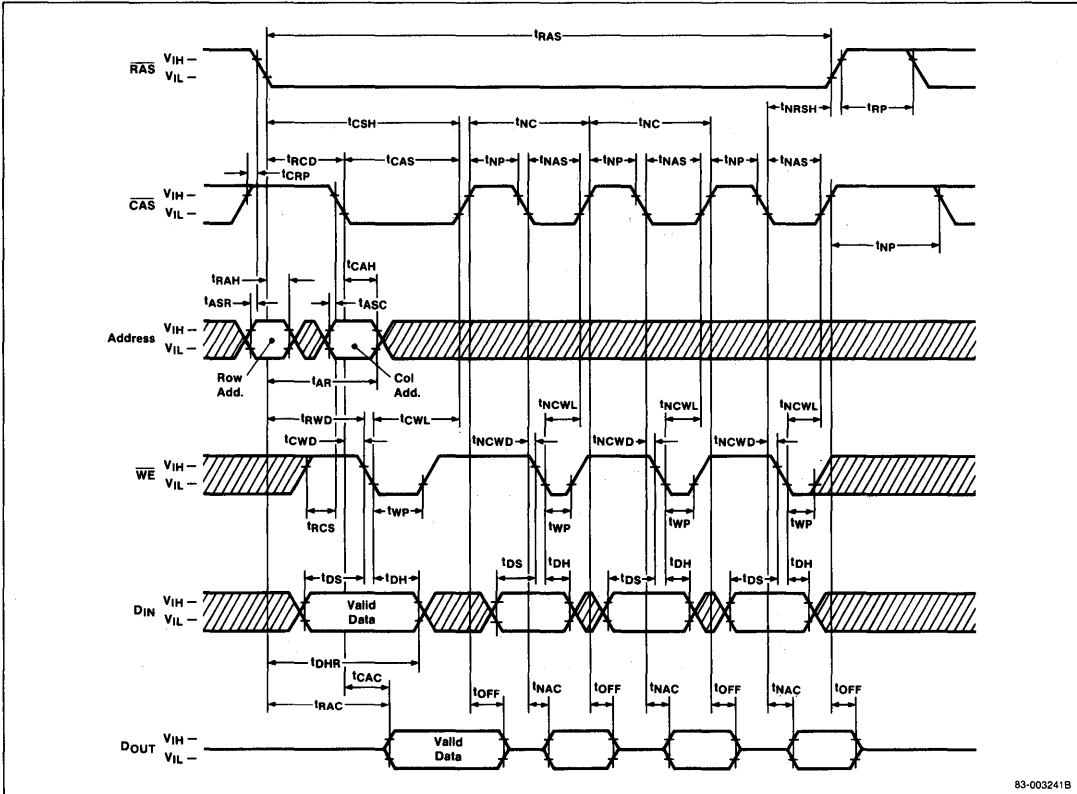 tRAS
RAS VIH –
VIL –
tNRSH tRP
tCSH tNC tNC
tRCD tCAS tNP tNAS tNP tNAS tNP tNAS
tCRP
CAS VIH –
VIL –
tNP
tCAH
tRAH
tASR tASC
Address VIH –
VIL –
Row Add. Col Add.
tAR
tRWD tCWL tNCWL tNCWL tNCWL
tCWD tNCWD tNCWD tNCWD
WE VIH –
VIL –
tRCS tWP tWP tWP tWP
tDS tDH tDS tDH tDS tDH tDS tDH
DIN VIH –
VIL –
Valid Data
tDHR
tCAC
tRAC tOFF tNAC tOFF tNAC tOFF tNAC tOFF
DOUT VIH –
VIL –
Valid Data
83-003241B